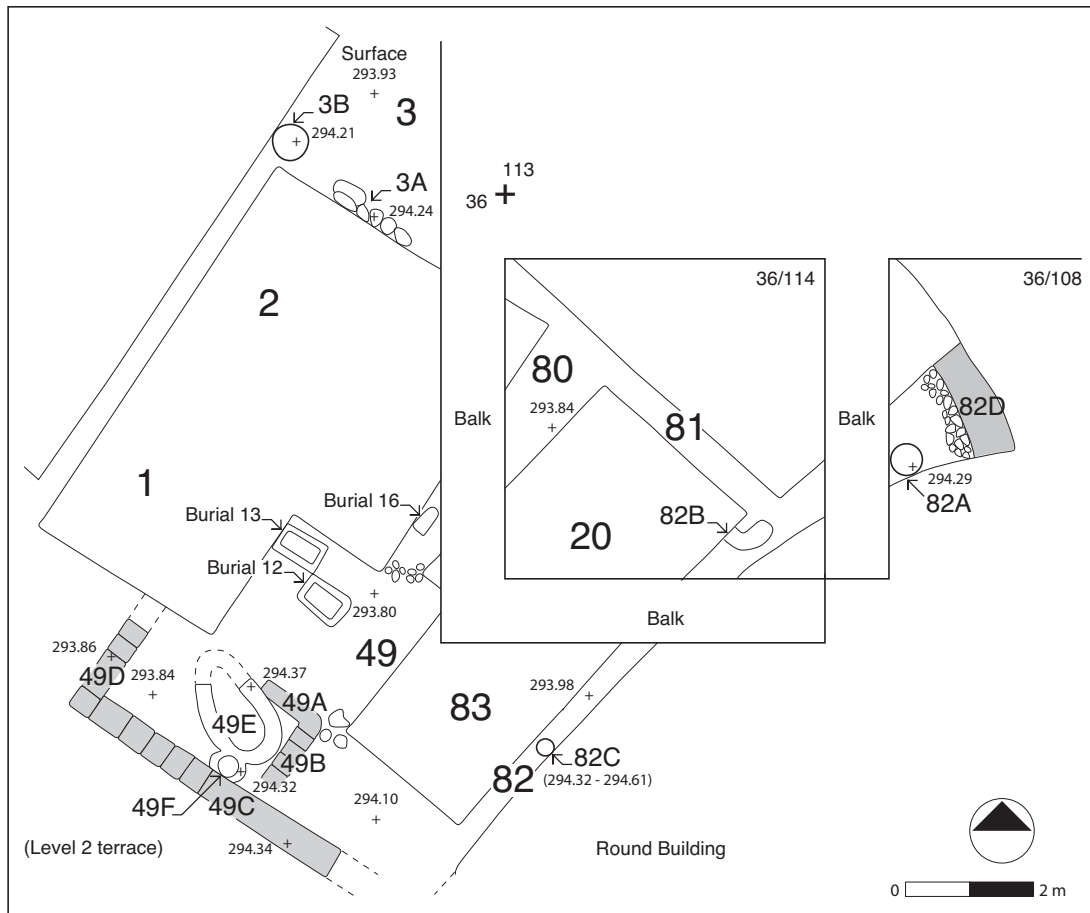 Surface
293.93
3
3B
294.21
3A
294.24
113
36
36/114
36/108
2
80
293.84
81
Balk
Balk
82D
294.29
82A
1
Burial 16
Burial 13
82B
20
Burial 12
293.80
Balk
293.86
49D
293.84
294.37
49
49A
49E
83
293.98
49B
82C
(294.32 - 294.61)
82
294.32
49F
49C
294.10
(Level 2 terrace)
294.34
Round Building
0
2 m